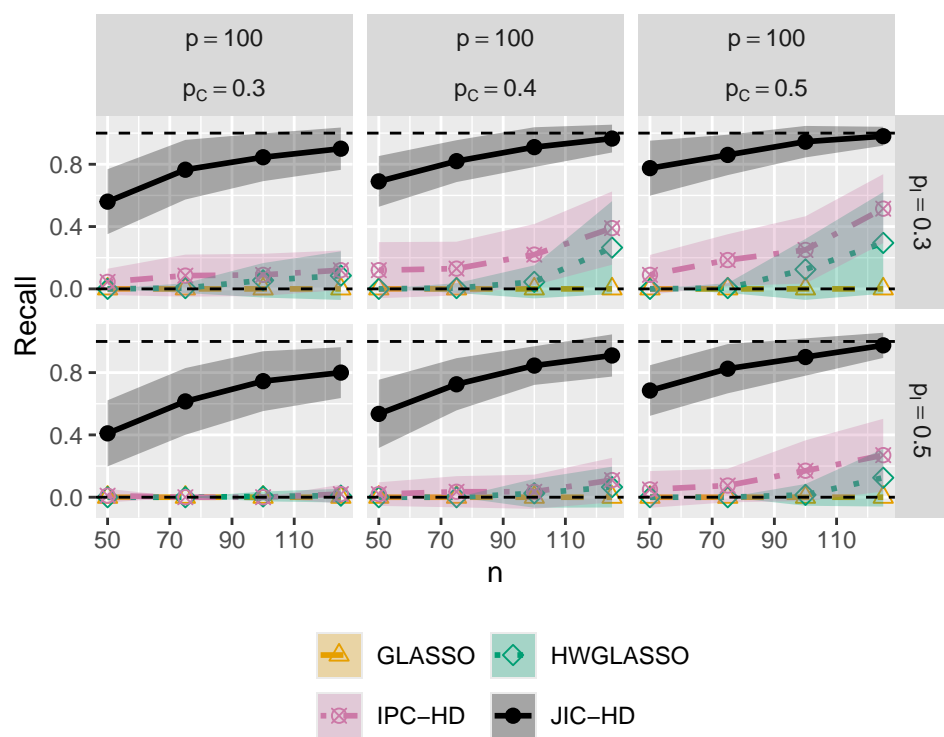 p = 100 p = 100 p = 100
p_C = 0.3 p_C = 0.4 p_C = 0.5
0.8
0.4
0.0
p_I = 0.3
Recall
0.8
0.4
0.0
p_I = 0.5
50 70 90 110 50 70 90 110 50 70 90 110
n
GLASSO HWGLASSO
IPC−HD JIC−HD